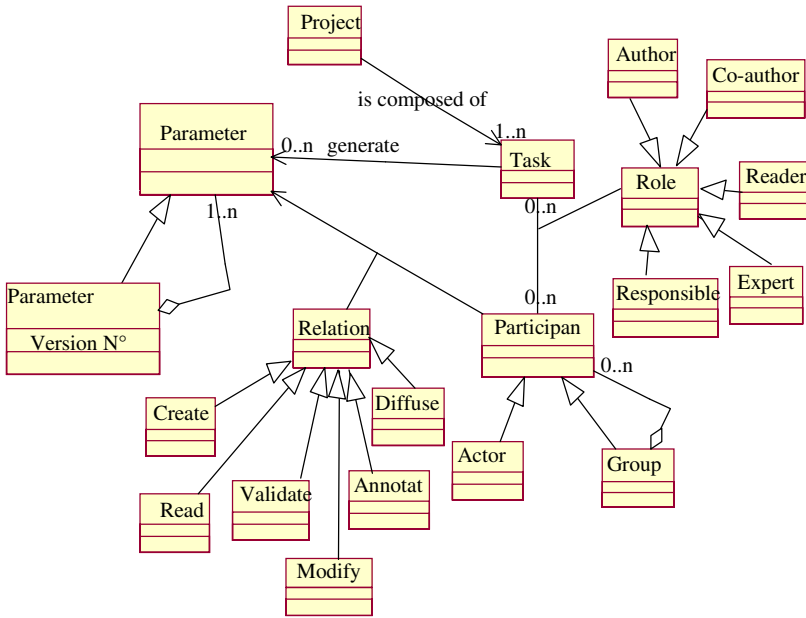 Project
Author
Co-author
is composed of
Parameter
0..n
generate
1..n
Task
Role
Reader
1..n
0..n
Parameter
Version N°
Responsible
Expert
0..n
Relation
Participan
0..n
Create
Diffuse
Actor
Group
Read
Validate
Annotat
Modify